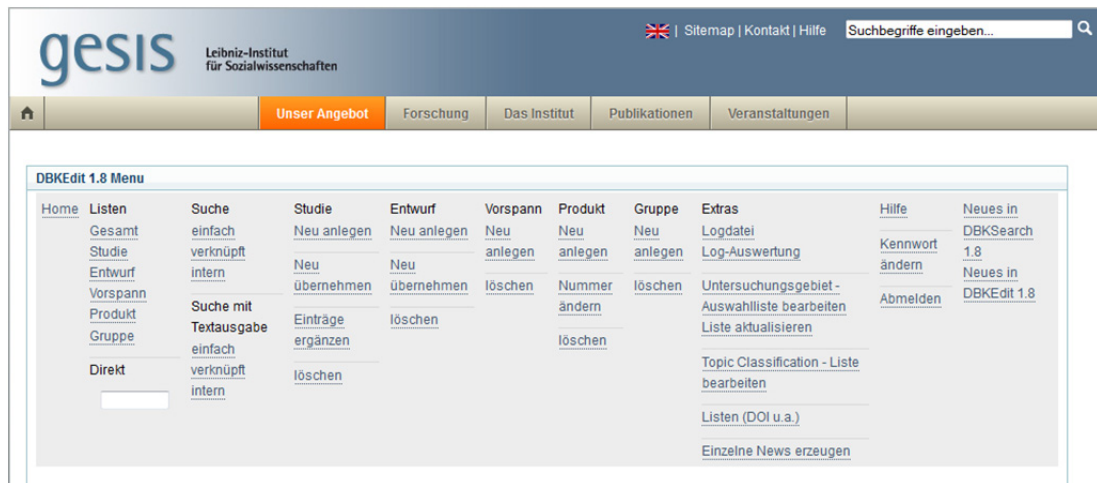 gesis
Leibniz-Institut
für Sozialwissenschaften
| Sitemap | Kontakt | Hilfe
Suchbegriffe eingeben...
Unser Angebot
Forschung
Das Institut
Publikationen
Veranstaltungen
DBKEdit 1.8 Menu
Home
Listen
Gesamt
Studie
Entwurf
Vorspann
Produkt
Gruppe
Direkt
Suche
einfach
verknüpft
intern
Suche mit
Textausgabe
einfach
verknüpft
intern
Studie
Neu anlegen
Neu
übernehmen
Einträge
ergänzen
löschen
Entwurf
Neu anlegen
Neu
übernehmen
löschen
Vorspann
Neu
anlegen
löschen
Produkt
Neu
anlegen
Nummer
ändern
löschen
Gruppe
Neu
anlegen
löschen
Extras
Logdatei
Log-Auswertung
Untersuchungsgebiet -
Auswahlliste bearbeiten
Liste aktualisieren
Topic Classification - Liste
bearbeiten
Listen (DOI u.a.)
Einzelne News erzeugen
Hilfe
Kennwort
ändern
Abmelden
Neues in
DBKSearch
1.8
Neues in
DBKEdit 1.8